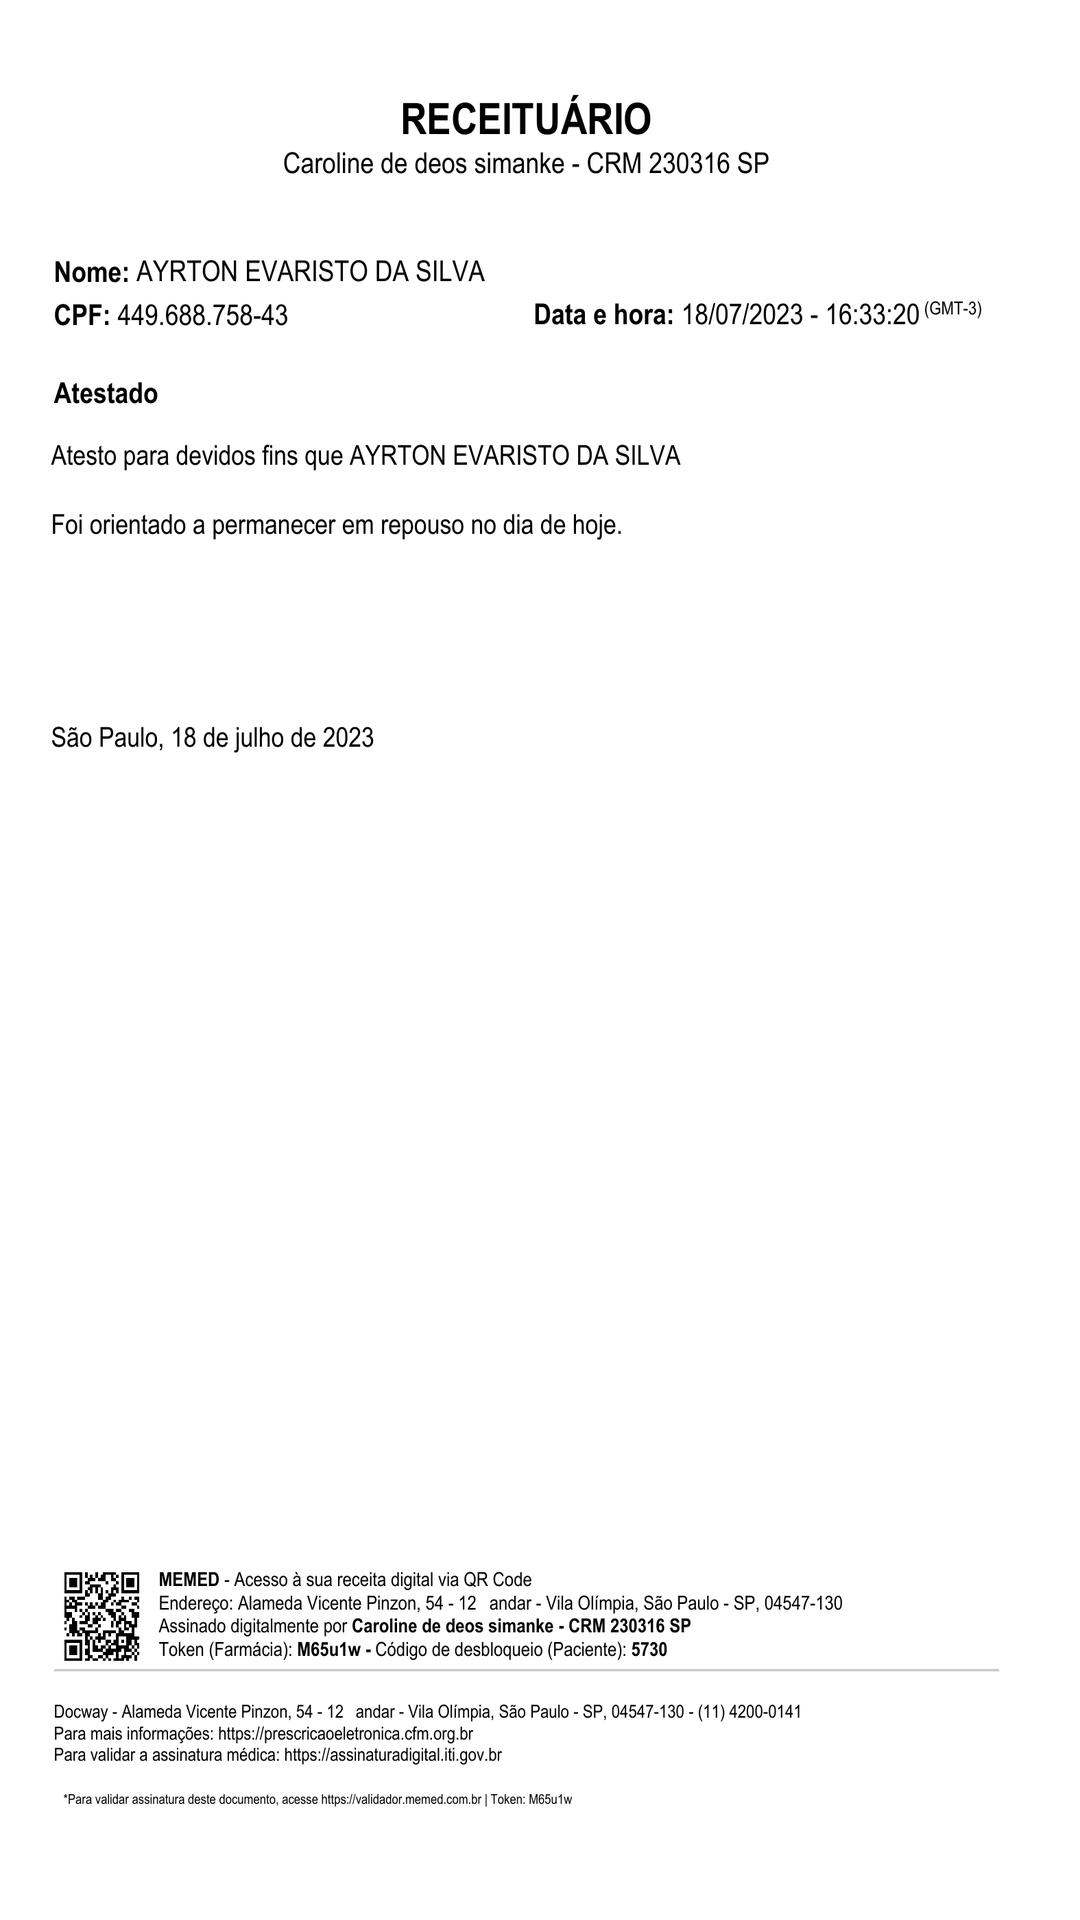 RECEITUÁRIO
Caroline de deos simanke - CRM 230316 SP
Nome: AYRTON EVARISTO DA SILVA
CPF: 449.688.758-43 Data e hora: 18/07/2023 - 16:33:20 (GMT-3)
Atestado
Atesto para devidos fins que AYRTON EVARISTO DA SILVA
Foi orientado a permanecer em repouso no dia de hoje.
São Paulo, 18 de julho de 2023
MEMED - Acesso à sua receita digital via QR Code
Endereço: Alameda Vicente Pinzon, 54 - 12 andar - Vila Olímpia, São Paulo - SP, 04547-130
Assinado digitalmente por Caroline de deos simanke - CRM 230316 SP
Token (Farmácia): M65u1w - Código de desbloqueio (Paciente): 5730
Docway - Alameda Vicente Pinzon, 54 - 12 andar - Vila Olímpia, São Paulo - SP, 04547-130 - (11) 4200-0141
Para mais informações: https://prescricaoeletronica.cfm.org.br
Para validar a assinatura médica: https://assinaturadigital.iti.gov.br
*Para validar assinatura deste documento, acesse https://validador.memed.com.br | Token: M65u1w